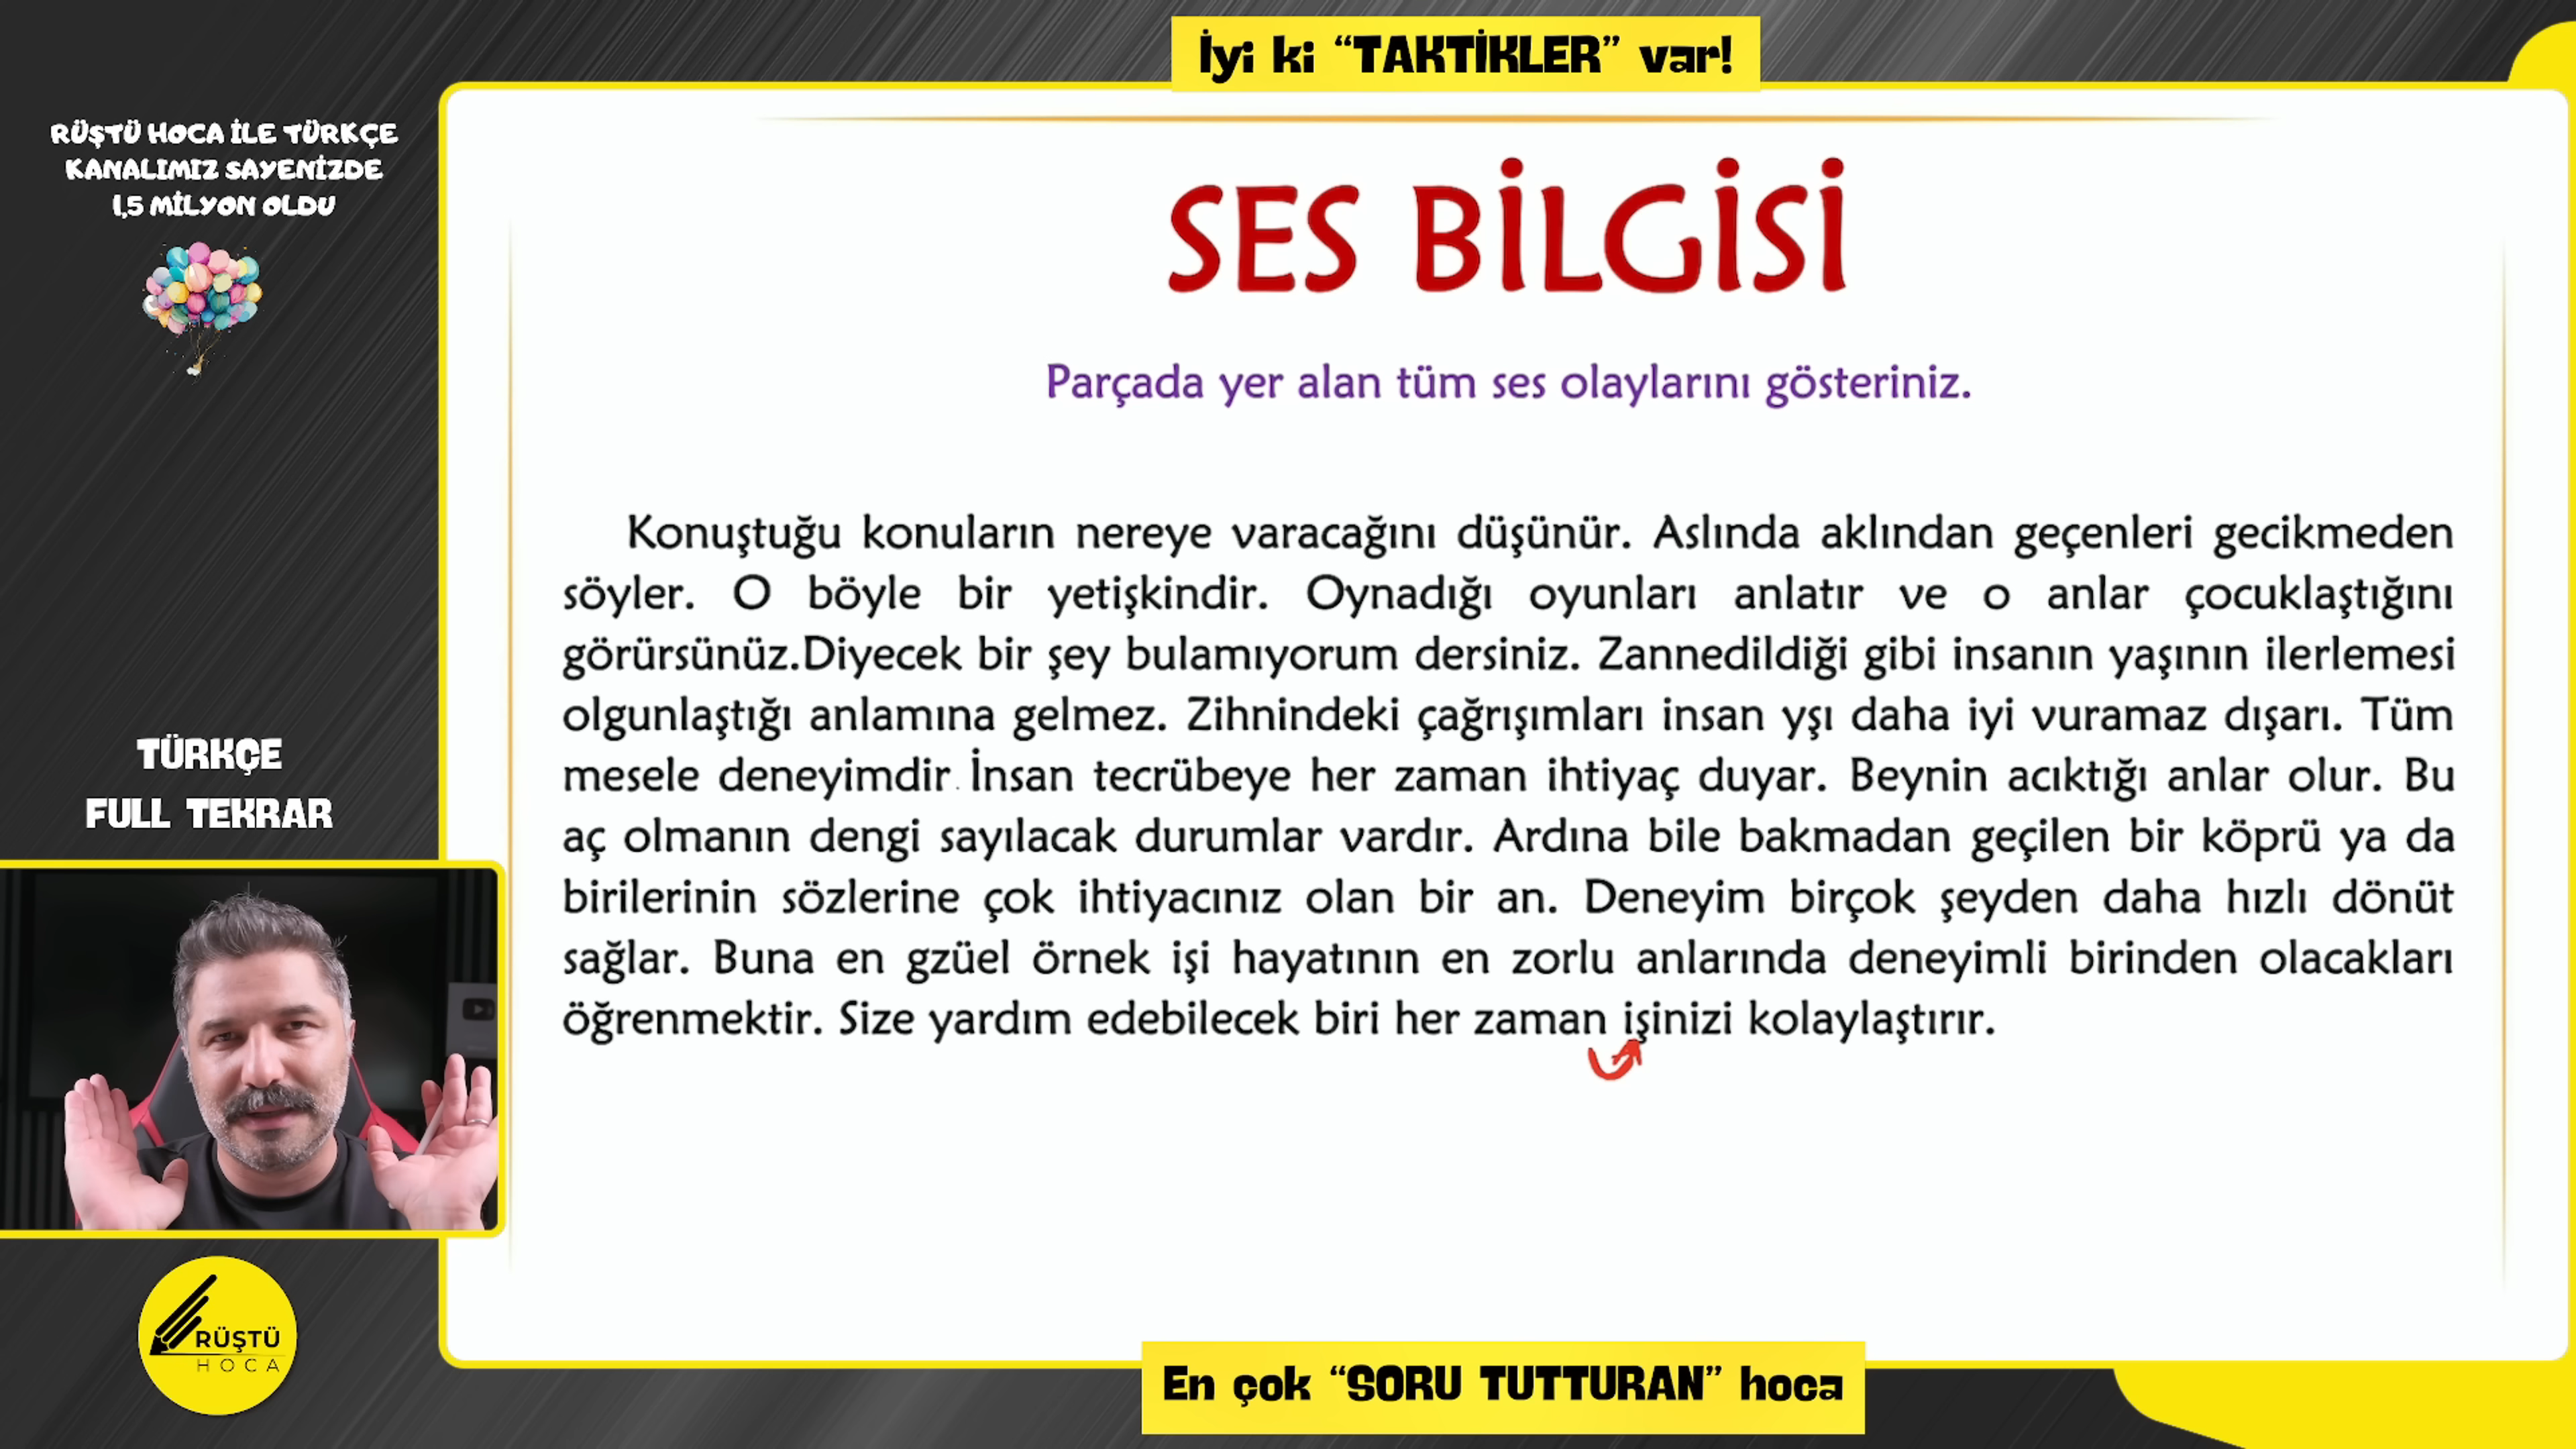 İyi ki “TAKTİKLER” var!
RÜŞTÜ HOCA İLE TÜRKÇE
KANALIMIZ SAYENİZDE
1,5 MİLYON OLDU
SES BİLGİSİ
Parçada yer alan tüm ses olaylarını gösteriniz.
Konuştuğu konuların nereye varacağını düşünür. Aslında aklından geçenleri gecikmeden
söyler. O böyle bir yetişkindir. Oynadığı oyunları anlatır ve o anlar çocuklaştığını
görürsünüz.Diyecek bir şey bulamıyorum dersiniz. Zannedildiği gibi insanın yaşının ilerlemesi
olgunlaştığı anlamına gelmez. Zihnindeki çağrışımları insan yşı daha iyi vuramaz dışarı. Tüm
mesele deneyimdir. İnsan tecrübeye her zaman ihtiyaç duyar. Beynin acıktığı anlar olur. Bu
aç olmanın dengi sayılacak durumlar vardır. Ardına bile bakmadan geçilen bir köprü ya da
birilerinin sözlerine çok ihtiyacınız olan bir an. Deneyim birçok şeyden daha hızlı dönüt
sağlar. Buna en gzüel örnek işi hayatının en zorlu anlarında deneyimli birinden olacakları
öğrenmektir. Size yardım edebilecek biri her zaman işinizi kolaylaştırır.
TÜRKÇE
FULL TEKRAR
RÜŞTÜ
HOCA
En çok “SORU TUTTURAN” hoca